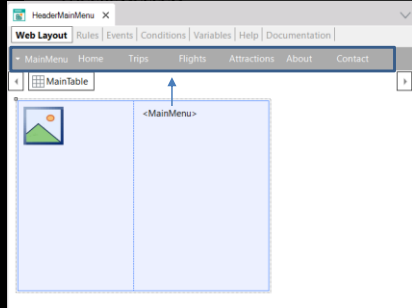 HeaderMainMenu X
Web Layout | Rules | Events | Conditions | Variables | Help | Documentation |
MainMenu Home Trips Flights Attractions About Contact
MainTable
<MainMenu>